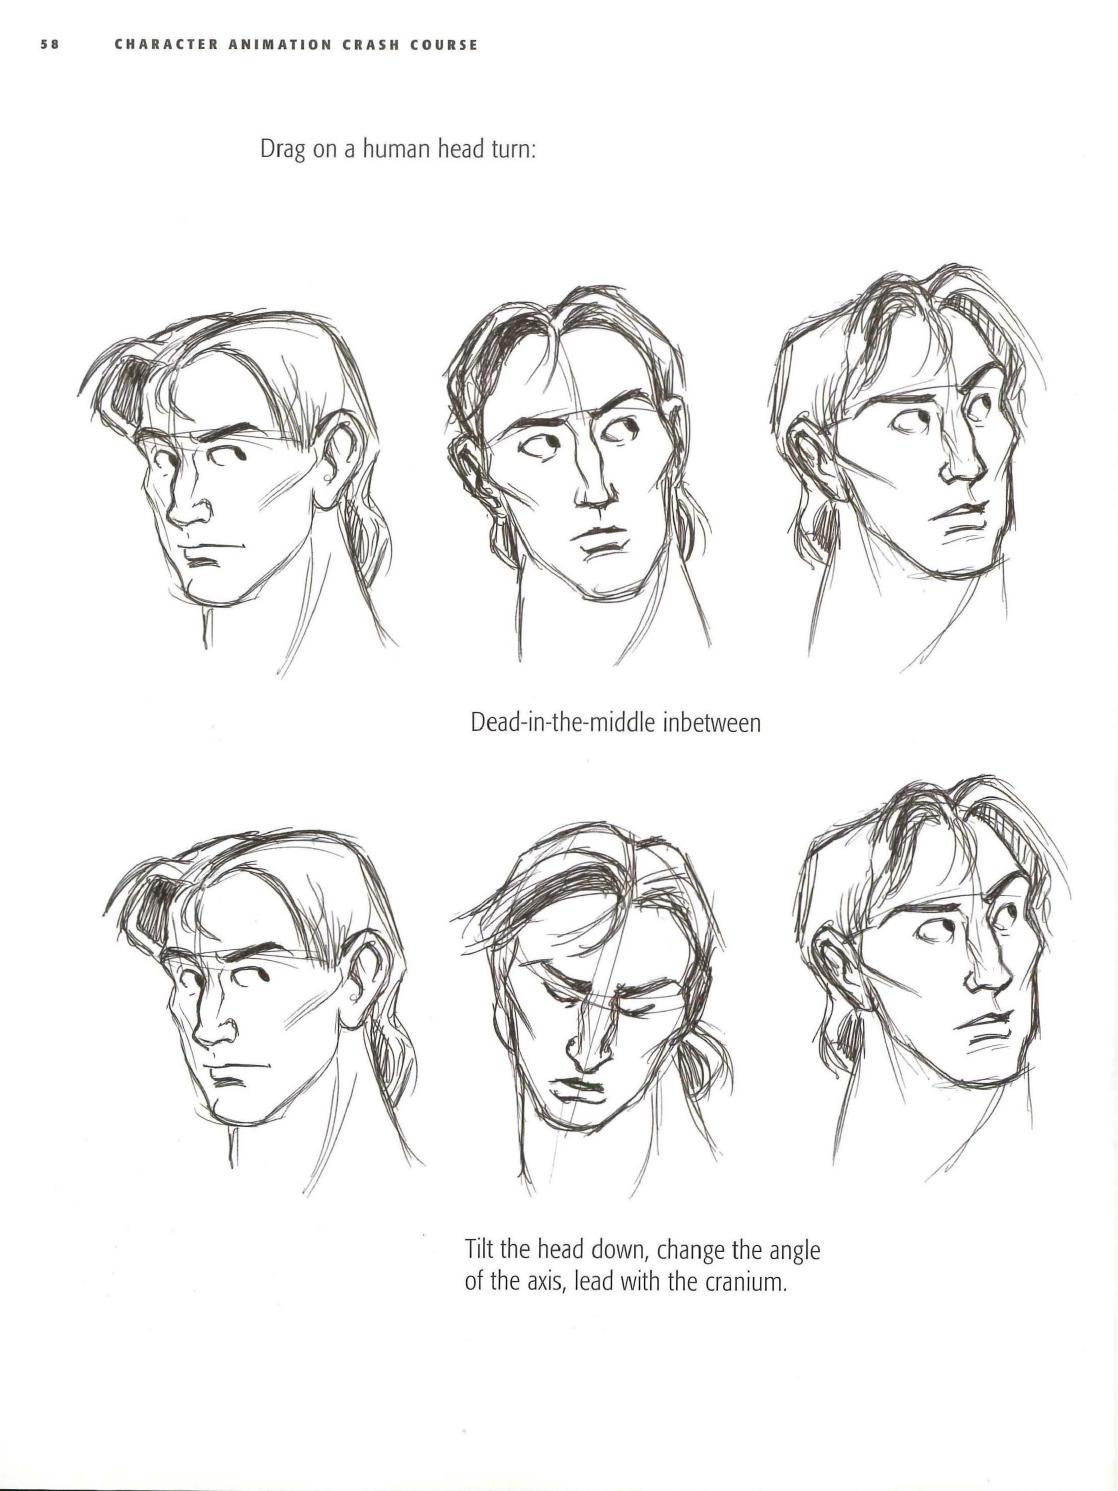 58 CHARACTER ANIMATION CRASH COURSE
Drag on a human head turn:
Dead-in-the-middle inbetween
Tilt the head down, change the angle
of the axis, lead with the cranium.